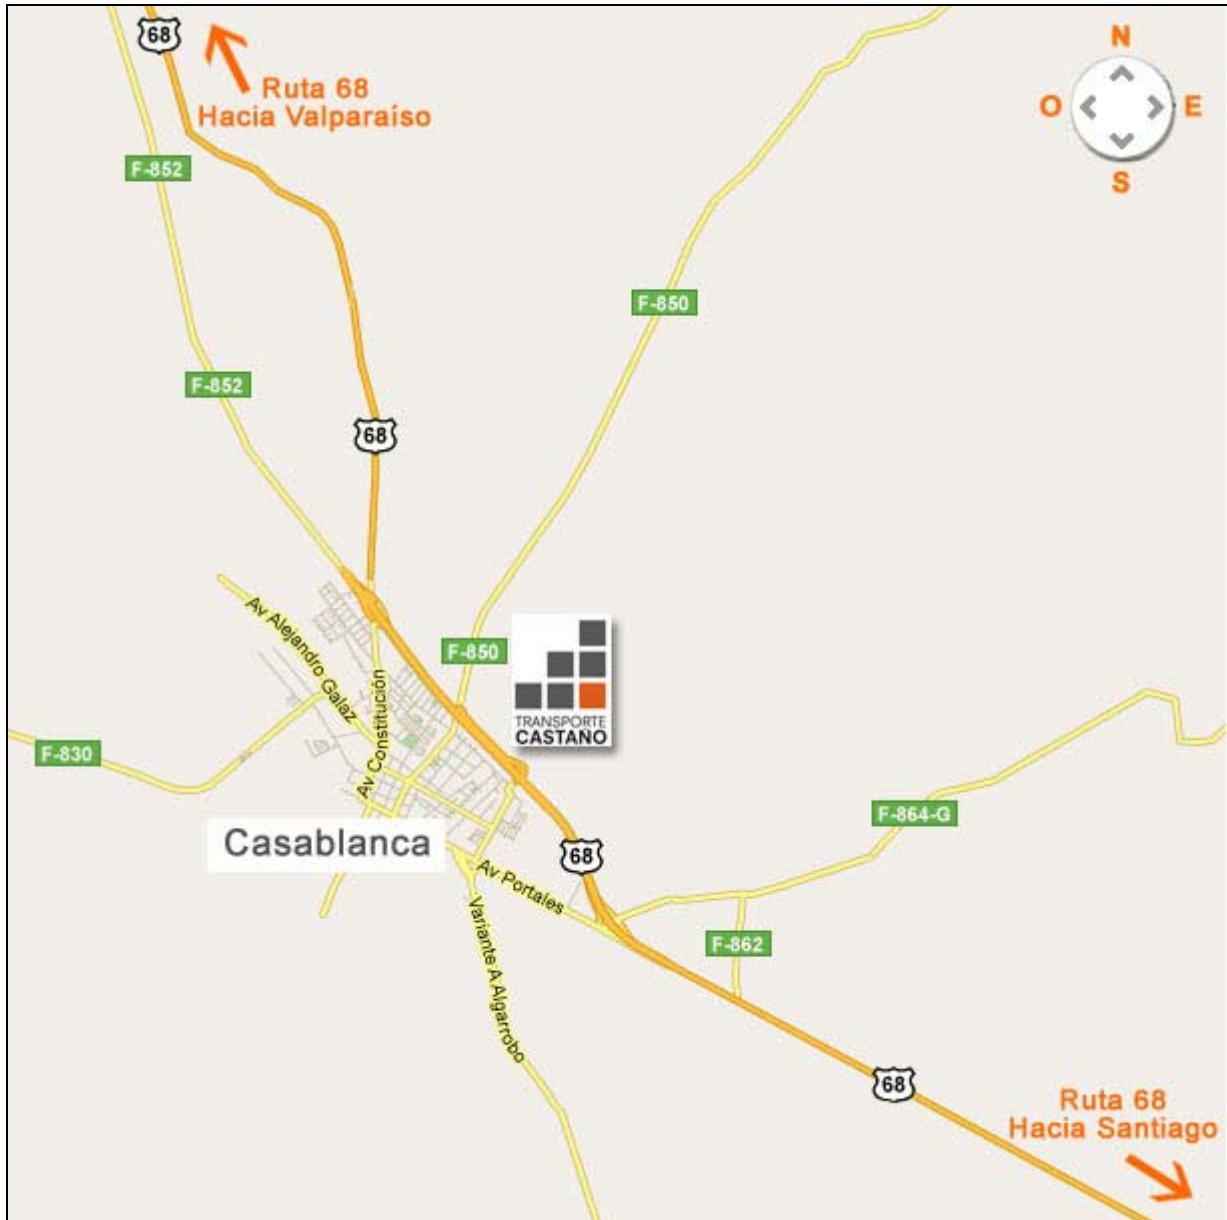 68
Ruta 68
Hacia Valparaíso
N
O
E
S
F-852
F-850
F-852
68
Av Alejandro Galaz
Av Constitución
F-850
TRANSPORTE
CASTAÑO
F-830
F-864-G
Casablanca
68
Av Portales
Variante A Algarrobo
F-862
68
Ruta 68
Hacia Santiago